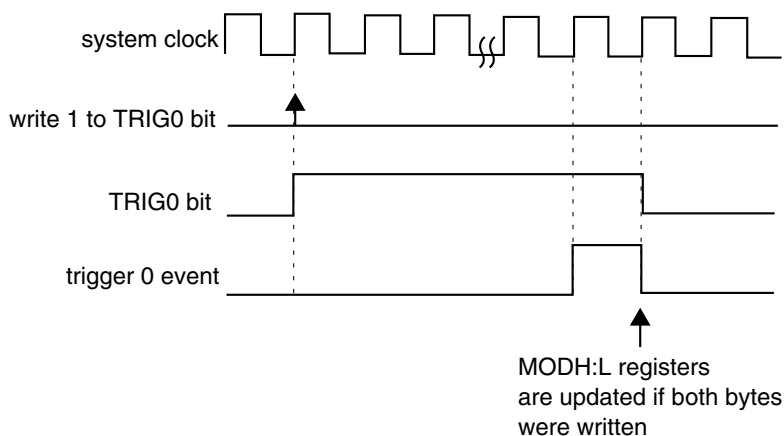 system clock
write 1 to TRIG0 bit
TRIG0 bit
trigger 0 event
MODH:L registers
are updated if both bytes
were written